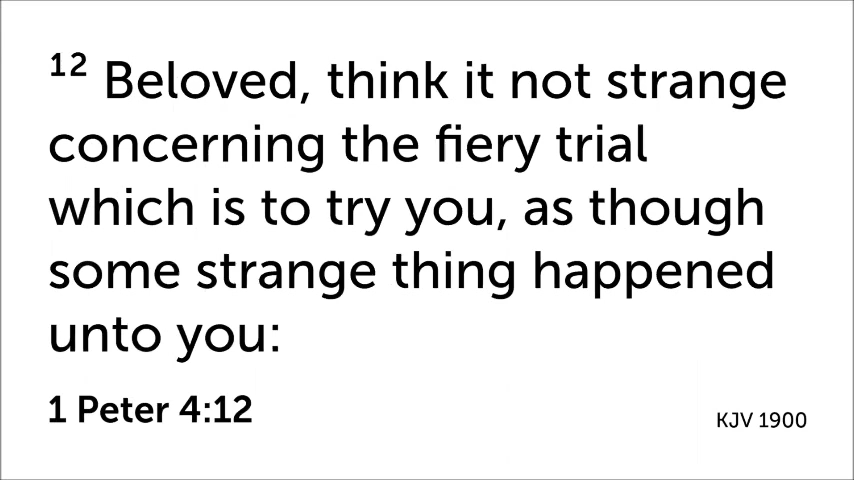 12 Beloved, think it not strange
concerning the fiery trial
which is to try you, as though
some strange thing happened
unto you:
1 Peter 4:12
KJV 1900